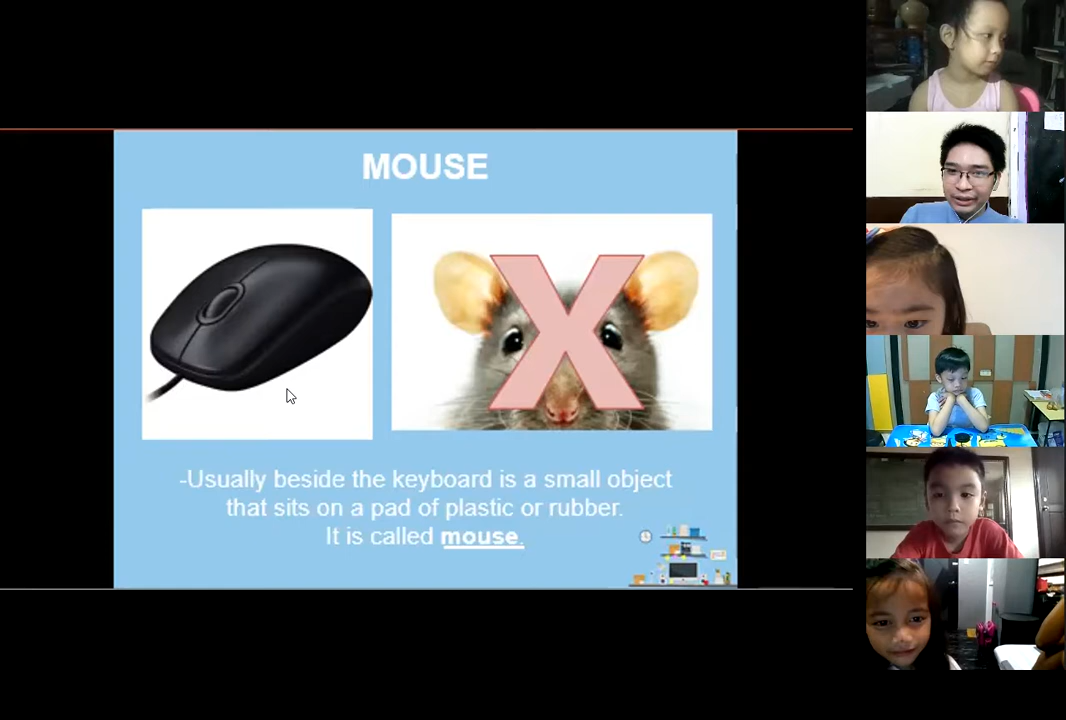 MOUSE
X
-Usually beside the keyboard is a small object
that sits on a pad of plastic or rubber.
It is called mouse.